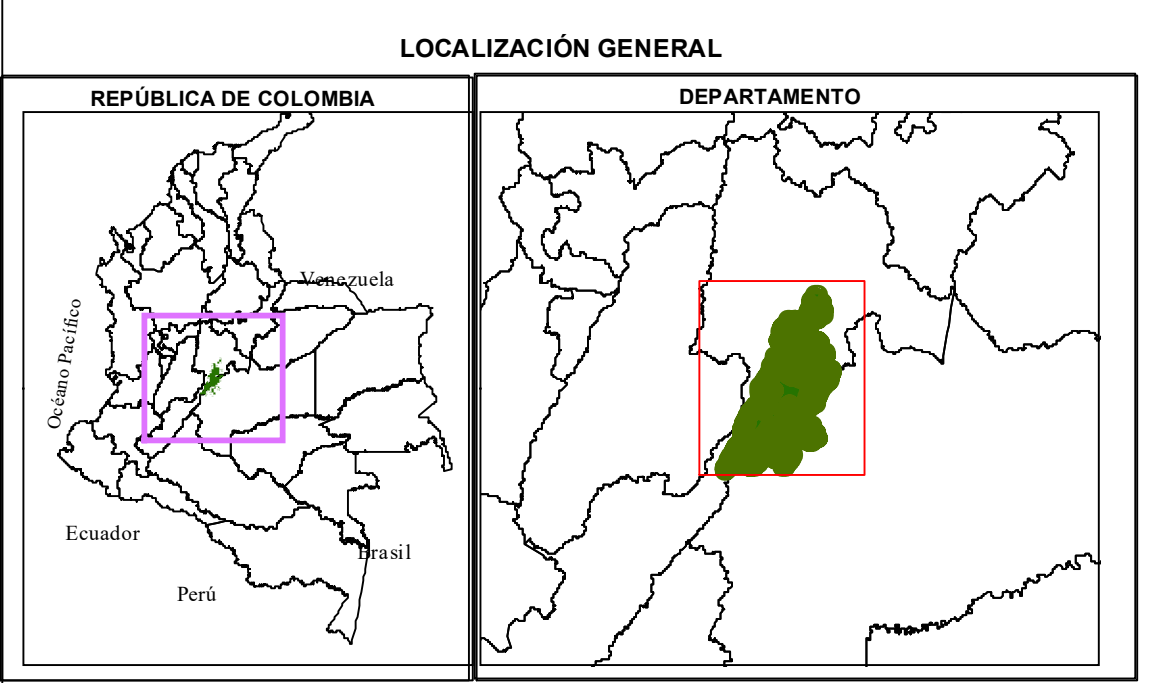 LOCALIZACIÓN GENERAL
REPÚBLICA DE COLOMBIA
DEPARTAMENTO
Venezuela
Océano Pacífico
Ecuador
Brasil
Perú